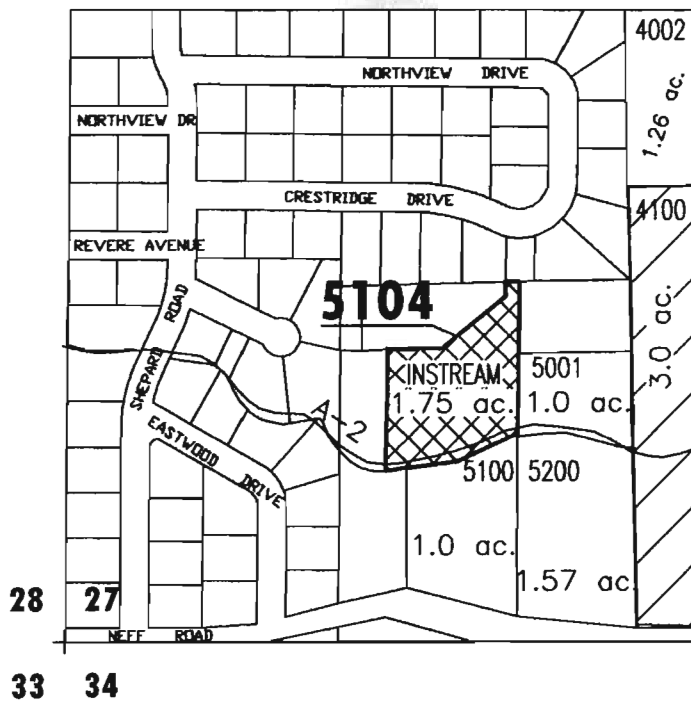 4002
NORTHVIEW DRIVE
NORTHVIEW DR
1.26 ac.
CRESTRIDGE DRIVE
4100
REVERE AVENUE
5104
SHEPARD ROAD
3.0 ac.
INSTREAM
5001
1.75 ac.
1.0 ac.
A-2
EASTWOOD DRIVE
5100
5200
1.0 ac.
1.57 ac.
28 27
NEFF ROAD
33 34